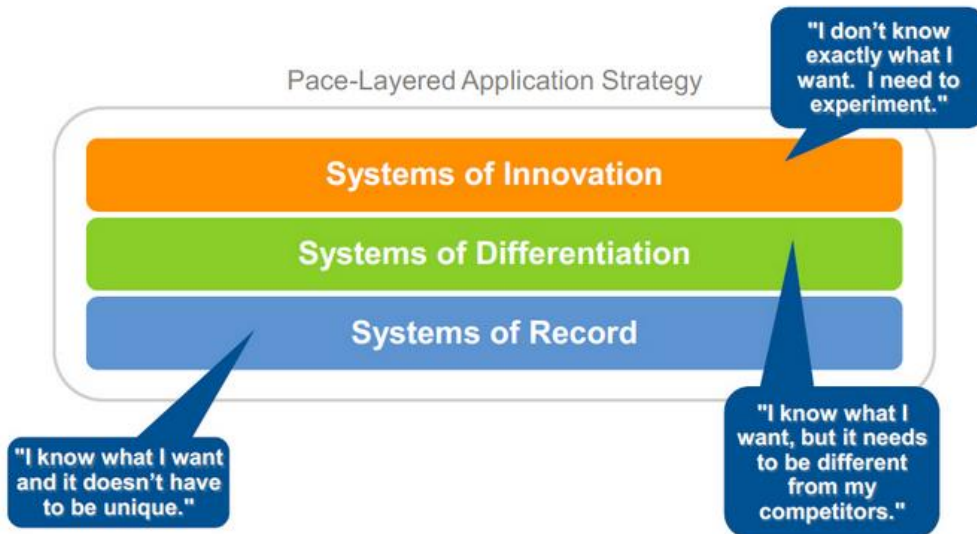 "I don't know
exactly what I
want.  I need to
experiment."
Pace-Layered Application Strategy
Systems of Innovation
Systems of Differentiation
Systems of Record
"I know what I want
and it doesn't have
to be unique."
"I know what I
want, but it needs
to be different
from my
competitors."